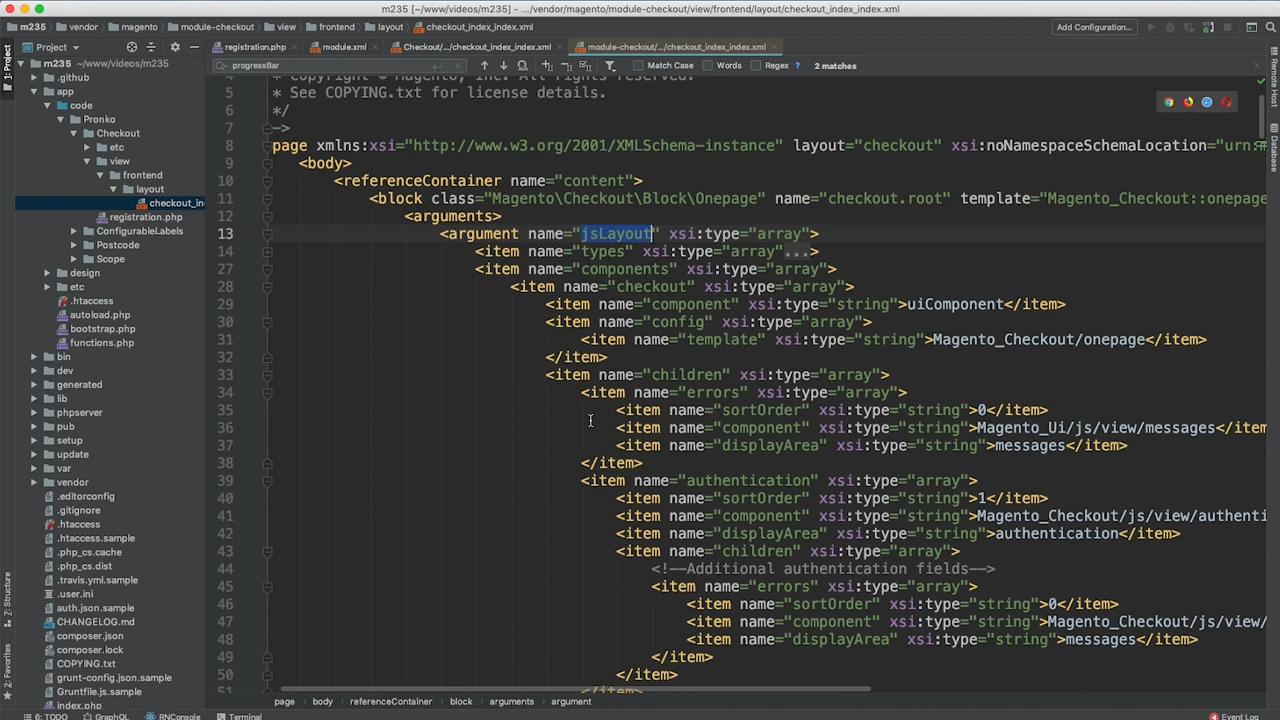 m235 [~/www/videos/m235] - .../vendor/magento/module-checkout/view/frontend/layout/checkout_index_index.xml
m235 vendor magento module-checkout view frontend layout checkout_index_index.xml Add Configuration...
1: Project
Project
registration.php module.xml Checkout/.../checkout_index_index.xml module-checkout/.../checkout_index_index.xml
progressBar Match Case Words Regex ? 2 matches
Remote Host
Database
m235 ~/www/videos/m235
.github
app
code
Pronko
Checkout
etc
view
frontend
layout
checkout_in
registration.php
ConfigurableLabels
Postcode
Scope
design
etc
.htaccess
autoload.php
bootstrap.php
functions.php
bin
dev
generated
lib
phpserver
pub
setup
update
var
vendor
.editorconfig
.gitignore
.htaccess
.htaccess.sample
.php_cs.cache
.php_cs.dist
.travis.yml.sample
.user.ini
auth.json.sample
CHANGELOG.md
composer.json
composer.lock
COPYING.txt
grunt-config.json.sample
Gruntfile.js.sample
index.php
4 * Copyright © Magento, Inc. All rights reserved.
5 * See COPYING.txt for license details.
6 */
7 -->
8 page xmlns:xsi="http://www.w3.org/2001/XMLSchema-instance" layout="checkout" xsi:noNamespaceSchemaLocation="urn:m
9 <body>
10 <referenceContainer name="content">
11 <block class="Magento\Checkout\Block\Onepage" name="checkout.root" template="Magento_Checkout::onepage
12 <arguments>
13 <argument name="jsLayout" xsi:type="array">
14 <item name="types" xsi:type="array"...>
27 <item name="components" xsi:type="array">
28 <item name="checkout" xsi:type="array">
29 <item name="component" xsi:type="string">uiComponent</item>
30 <item name="config" xsi:type="array">
31 <item name="template" xsi:type="string">Magento_Checkout/onepage</item>
32 </item>
33 <item name="children" xsi:type="array">
34 <item name="errors" xsi:type="array">
35 <item name="sortOrder" xsi:type="string">0</item>
36 <item name="component" xsi:type="string">Magento_Ui/js/view/messages</item
37 <item name="displayArea" xsi:type="string">messages</item>
38 </item>
39 <item name="authentication" xsi:type="array">
40 <item name="sortOrder" xsi:type="string">1</item>
41 <item name="component" xsi:type="string">Magento_Checkout/js/view/authenti
42 <item name="displayArea" xsi:type="string">authentication</item>
43 <item name="children" xsi:type="array">
44 <!--Additional authentication fields-->
45 <item name="errors" xsi:type="array">
46 <item name="sortOrder" xsi:type="string">0</item>
47 <item name="component" xsi:type="string">Magento_Checkout/js/view/
48 <item name="displayArea" xsi:type="string">messages</item>
49 </item>
50 </item>
51 </item>
Z: Structure
2: Favorites
page body referenceContainer block arguments argument
6: TODO GraphQL RNConsole Terminal 4 Event Log